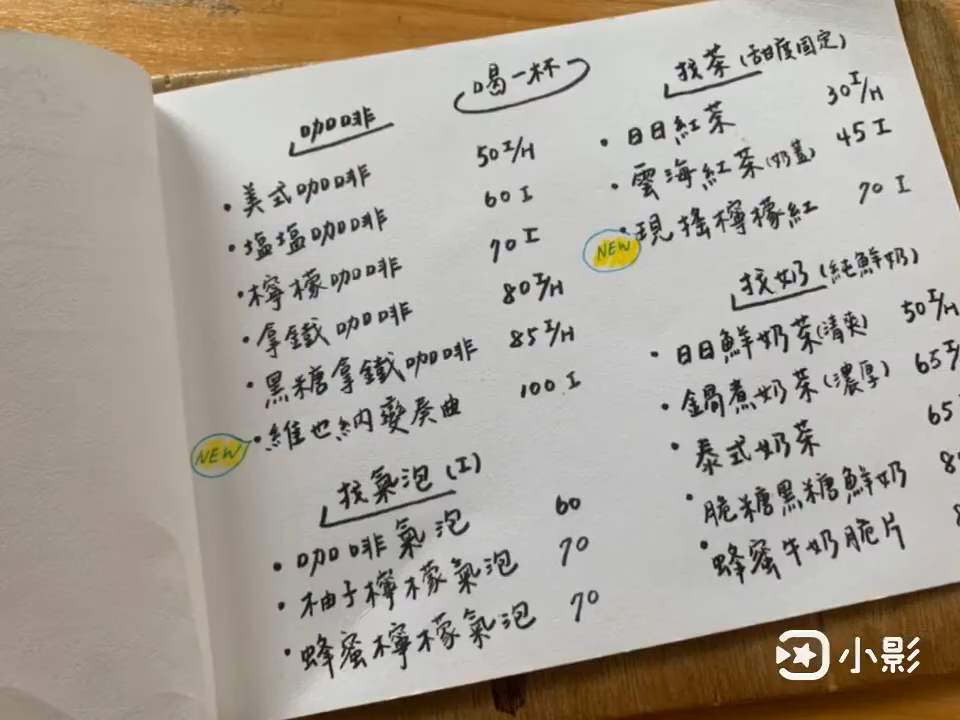 喝一杯
咖啡
・美式咖啡 50 I/H
・塩塩咖啡 60 I
・檸檬咖啡 70 I
・拿鐵咖啡 80 I/H
・黑糖拿鐵咖啡 85 I/H
NEW ・維也納變奏曲 100 I
找氣泡(I)
・咖啡氣泡 60
・柚子檸檬氣泡 70
・蜂蜜檸檬氣泡 70
找茶(甜度固定)
・日日紅茶 30 I/H
・雲海紅茶(奶蓋) 45 I
NEW ・現搖檸檬紅 70 I
找奶(純鮮奶)
・日日鮮奶茶(清爽) 50 I/H
・鍋煮奶茶(濃厚) 65 I/
・泰式奶茶 65
・脆糖黑糖鮮奶
・蜂蜜牛奶脆片
小影